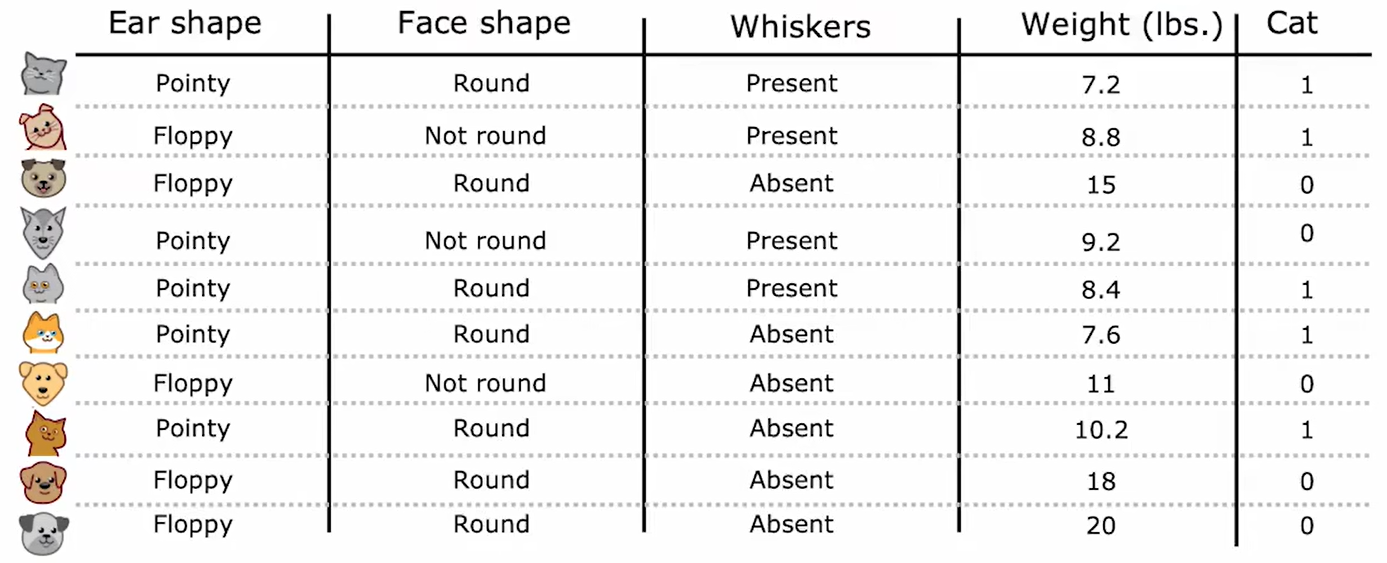 Ear shape Face shape Whiskers Weight (lbs.) Cat
Pointy Round Present 7.2 1
Floppy Not round Present 8.8 1
Floppy Round Absent 15 0
Pointy Not round Present 9.2 0
Pointy Round Present 8.4 1
Pointy Round Absent 7.6 1
Floppy Not round Absent 11 0
Pointy Round Absent 10.2 1
Floppy Round Absent 18 0
Floppy Round Absent 20 0